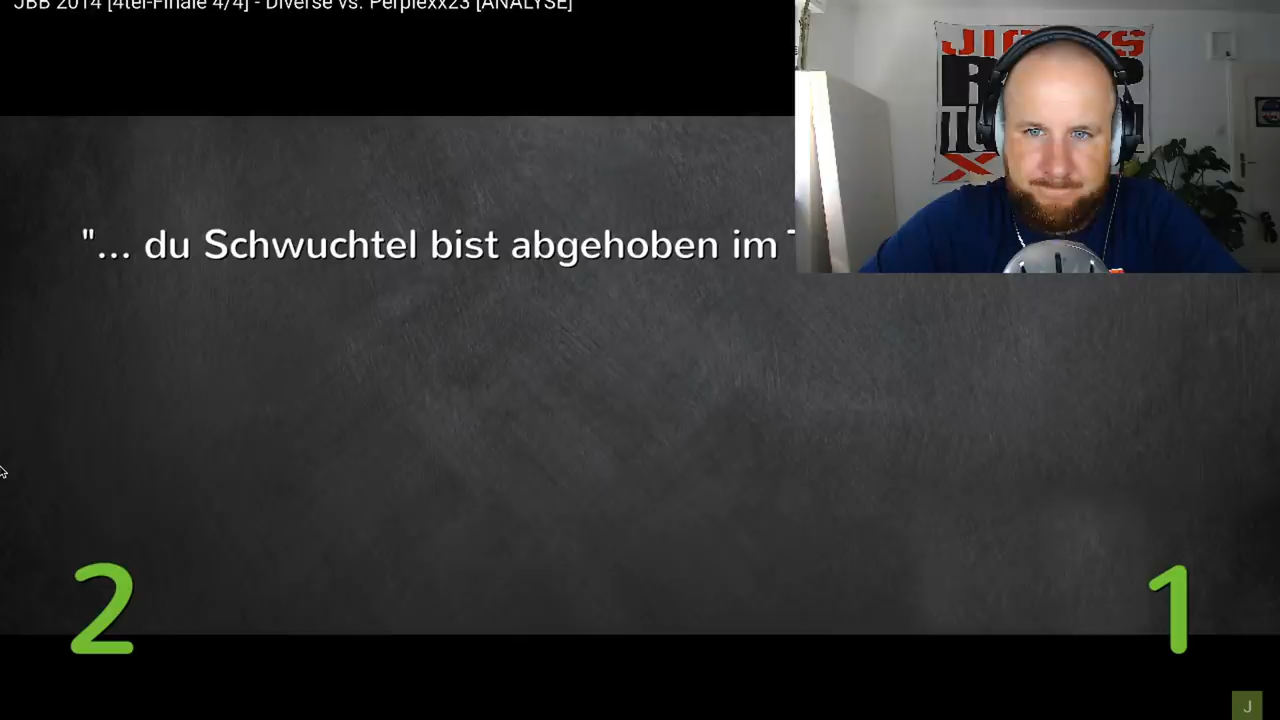 JBB 2014 [4tel-Finale 4/4] - Diverse vs. Perplexx23 [ANALYSE]
"... du Schwuchtel bist abgehoben im
2
1
J